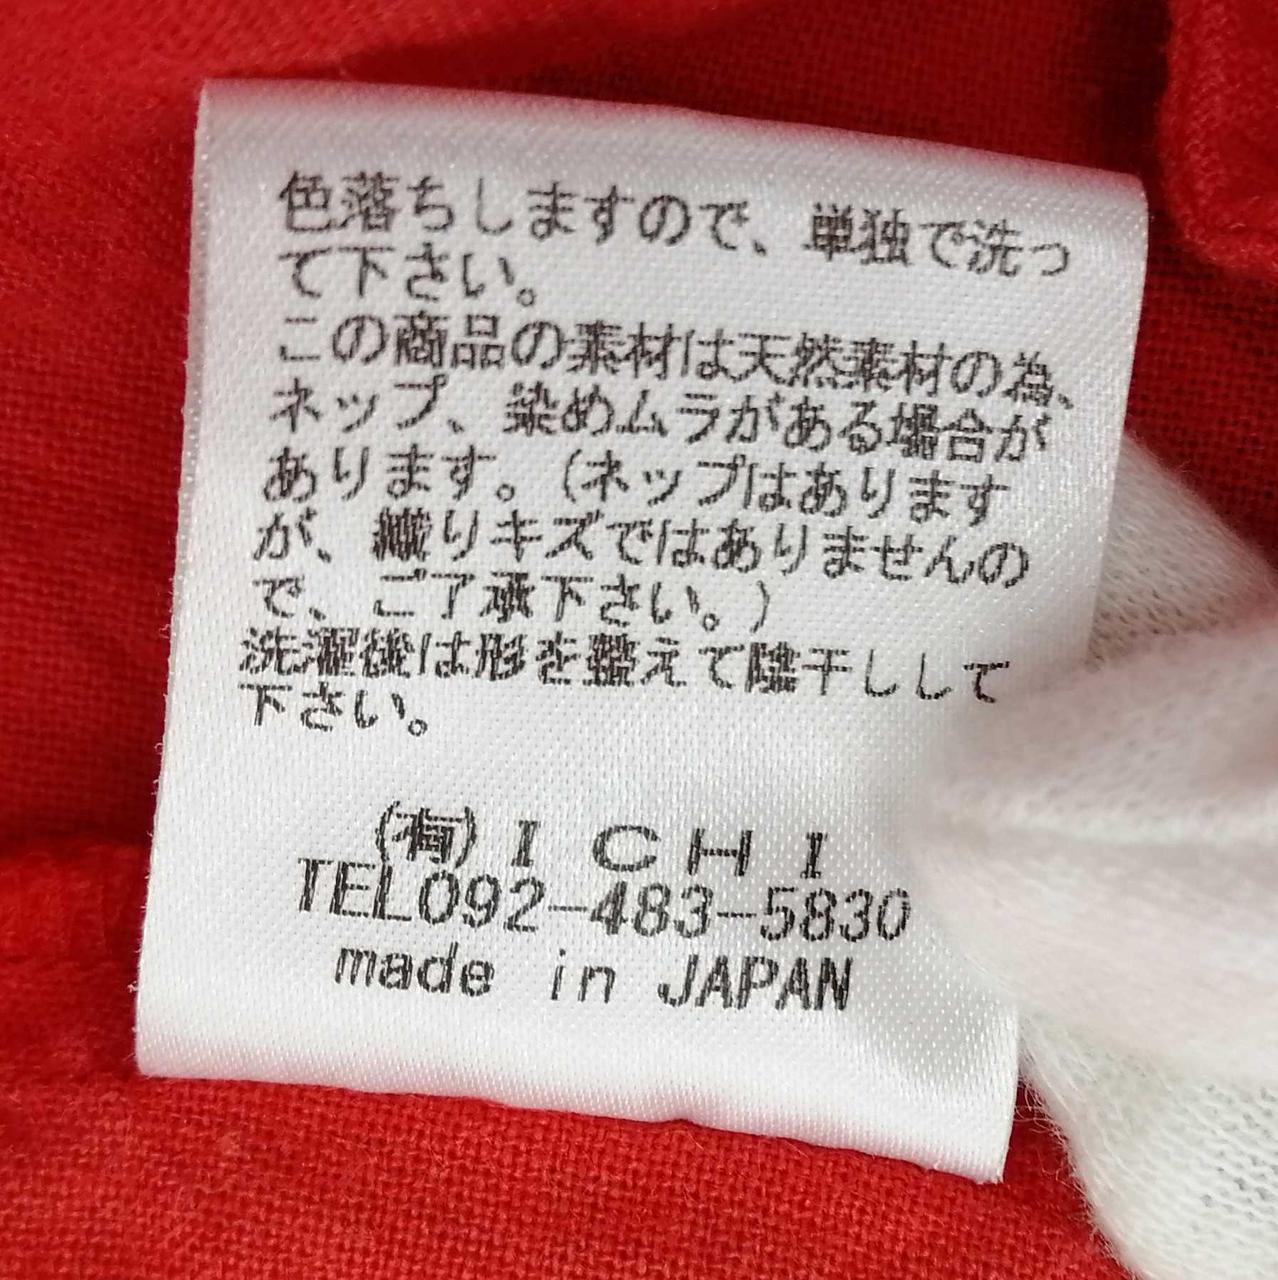 色落ちしますので、単独で洗っ
て下さい。
この商品の素材は天然素材の為、
ネップ、染めムラがある場合が
あります。(ネップはあります
が、織りキズではありませんの
で、ご了承下さい。)
洗濯後は形を整えて陰干しして
下さい。
(有)ICHI
TEL092-483-5830
made in JAPAN